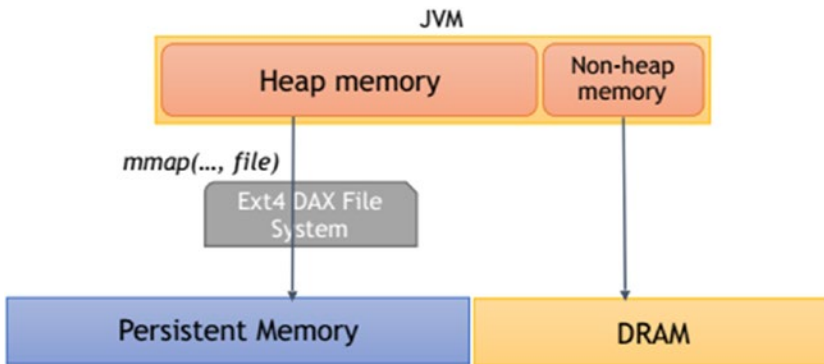 JVM
Heap memory
Non-heap
memory
mmap(..., file)
Ext4 DAX File
System
Persistent Memory
DRAM